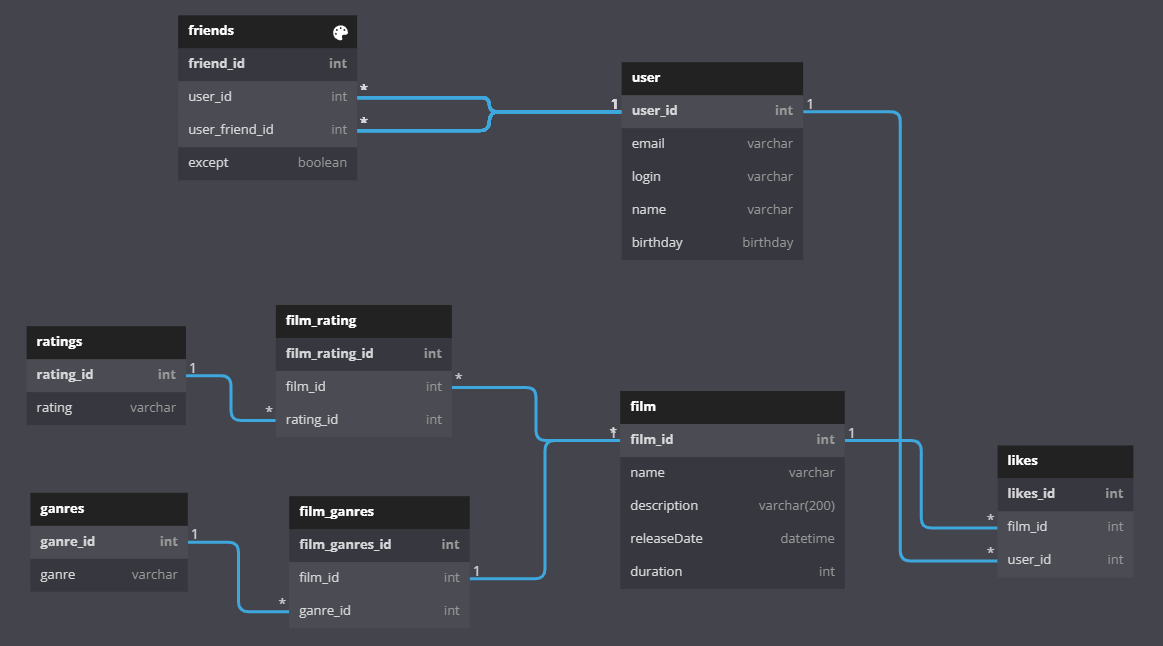 friends
friend_id int
user_id int
user_friend_id int
except boolean
* 
*
1
user
user_id int
email varchar
login varchar
name varchar
birthday birthday
1
ratings
rating_id int
rating varchar
1
*
film_rating
film_rating_id int
film_id int
rating_id int
*
ganres
ganre_id int
ganre varchar
1
*
film_ganres
film_ganres_id int
film_id int
ganre_id int
1
*
1
film
film_id int
name varchar
description varchar(200)
releaseDate datetime
duration int
1
*
*
likes
likes_id int
film_id int
user_id int